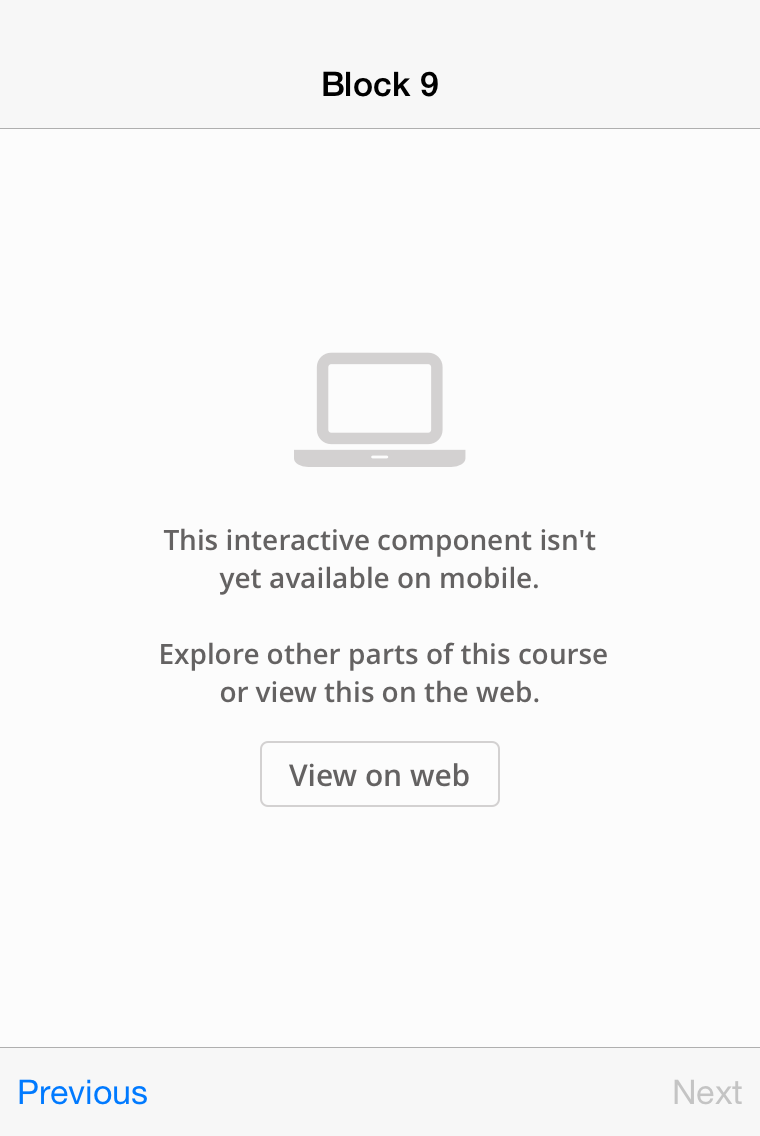 Block 9
This interactive component isn't
yet available on mobile.
Explore other parts of this course
or view this on the web.
View on web
Previous
Next